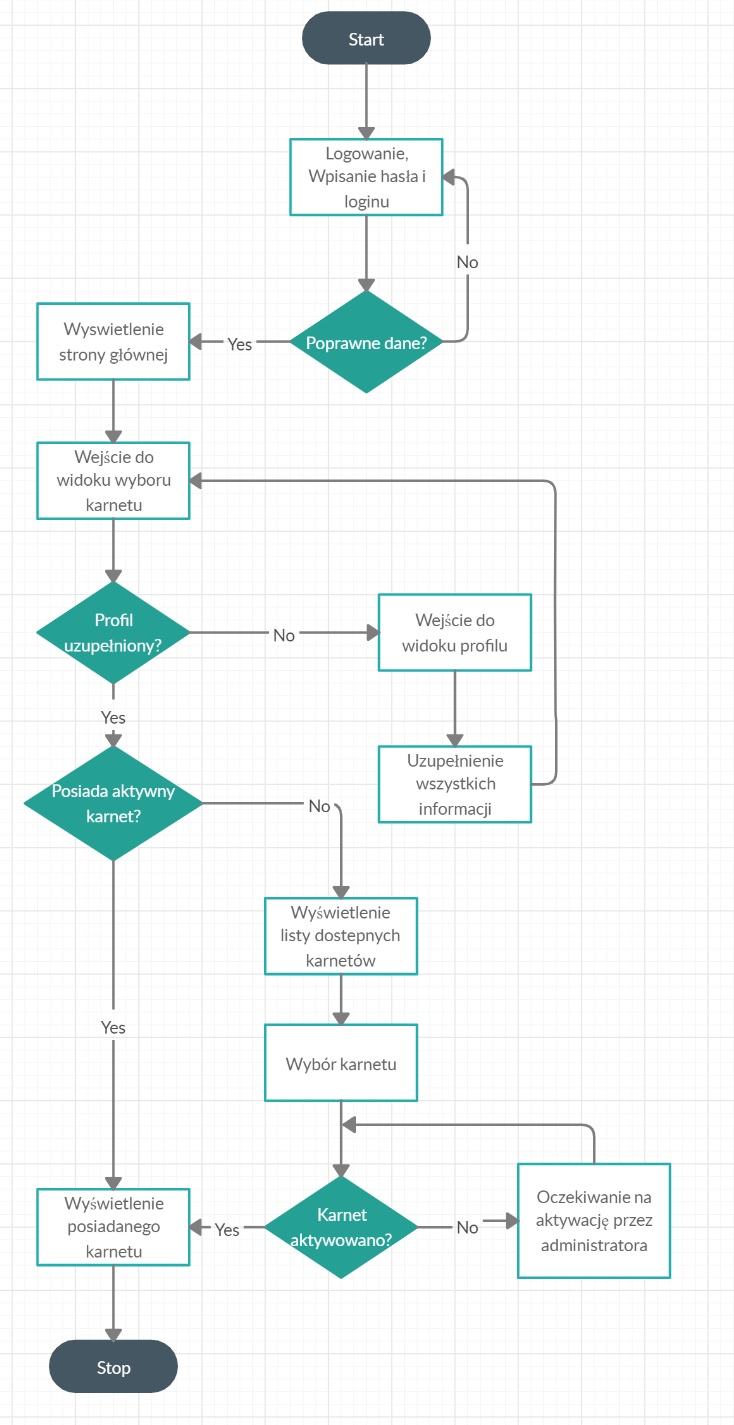 Start
Logowanie,
Wpisanie hasła i
loginu
No
Poprawne dane?
Yes
Wyswietlenie
strony głównej
Wejście do
widoku wyboru
karnetu
Profil
uzupełniony?
No
Wejście do
widoku profilu
Yes
Uzupełnienie
wszystkich
informacji
Posiada aktywny
karnet?
No
Wyświetlenie
listy dostepnych
karnetów
Yes
Wybór karnetu
Wyświetlenie
posiadanego
karnetu
Yes
Karnet
aktywowano?
No
Oczekiwanie na
aktywację przez
administratora
Stop